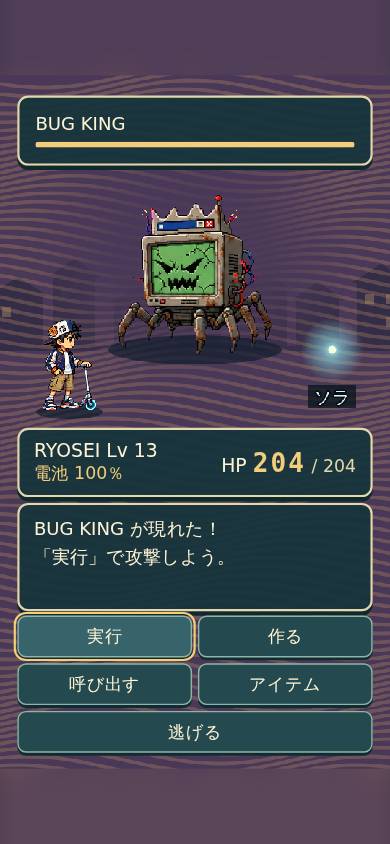 BUG KING
ソラ
RYOSEI Lv 13
電池 100%
HP 204 / 204
BUG KING が現れた！
「実行」で攻撃しよう。
実行
作る
呼び出す
アイテム
逃げる